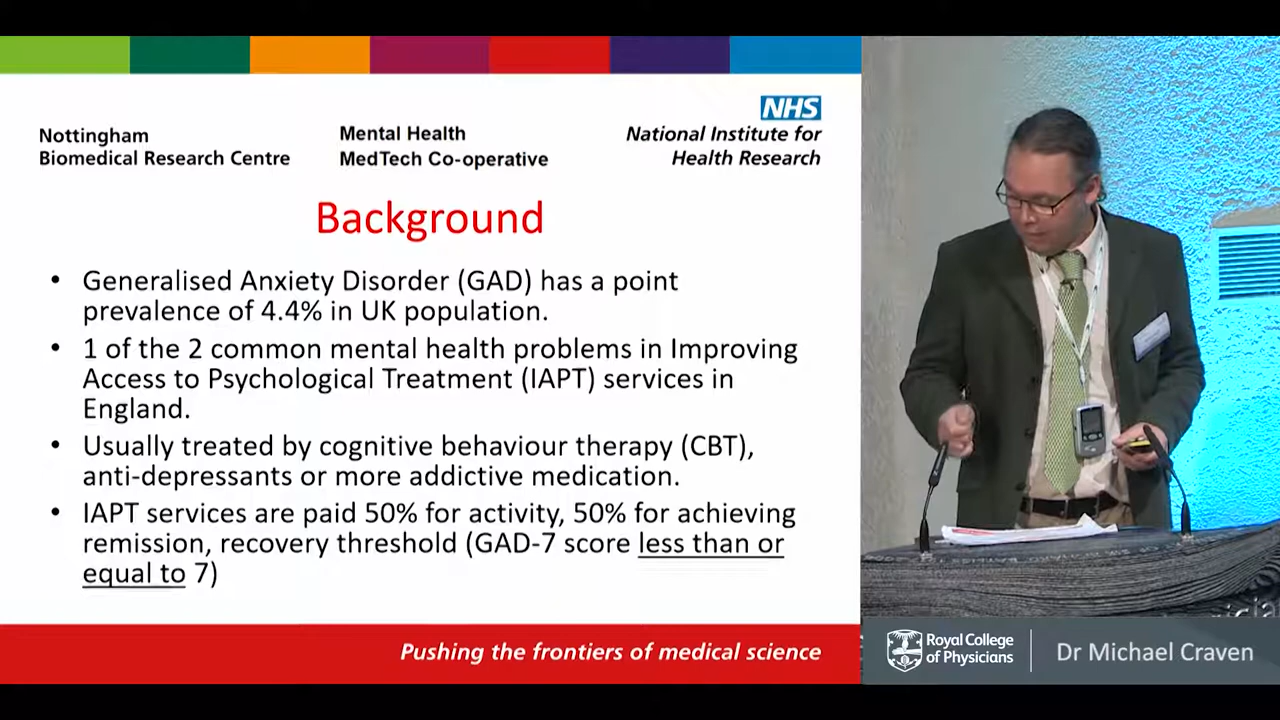 NHS
Nottingham
Biomedical Research Centre
Mental Health
MedTech Co-operative
National Institute for
Health Research
Background
• Generalised Anxiety Disorder (GAD) has a point
prevalence of 4.4% in UK population.
• 1 of the 2 common mental health problems in Improving
Access to Psychological Treatment (IAPT) services in
England.
• Usually treated by cognitive behaviour therapy (CBT),
anti-depressants or more addictive medication.
• IAPT services are paid 50% for activity, 50% for achieving
remission, recovery threshold (GAD-7 score less than or
equal to 7)
Pushing the frontiers of medical science
Royal College
of Physicians
Dr Michael Craven